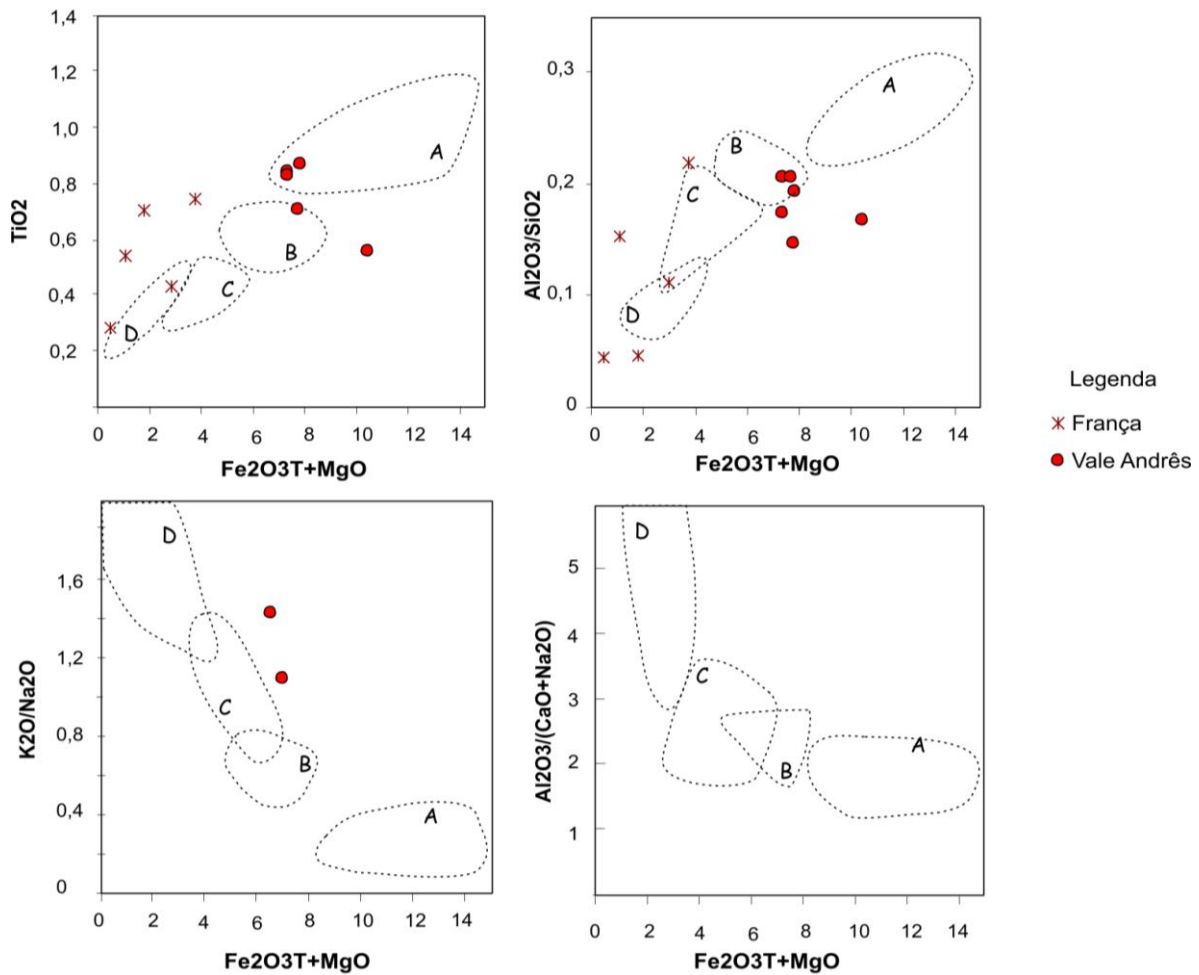 1,4
1,2
1,0
0,8
0,6
0,4
0,2
TiO2
A
B
C
D
0 2 4 6 8 10 12 14
Fe2O3T+MgO
0,3
0,2
0,1
0
Al2O3/SiO2
A
B
C
D
0 2 4 6 8 10 12 14
Fe2O3T+MgO
Legenda
França
Vale Andrês
1,6
1,2
0,8
0,4
0
K2O/Na2O
D
C
B
A
0 2 4 6 8 10 12 14
Fe2O3T+MgO
5
4
3
2
1
Al2O3/(CaO+Na2O)
D
C
B
A
0 2 4 6 8 10 12 14
Fe2O3T+MgO